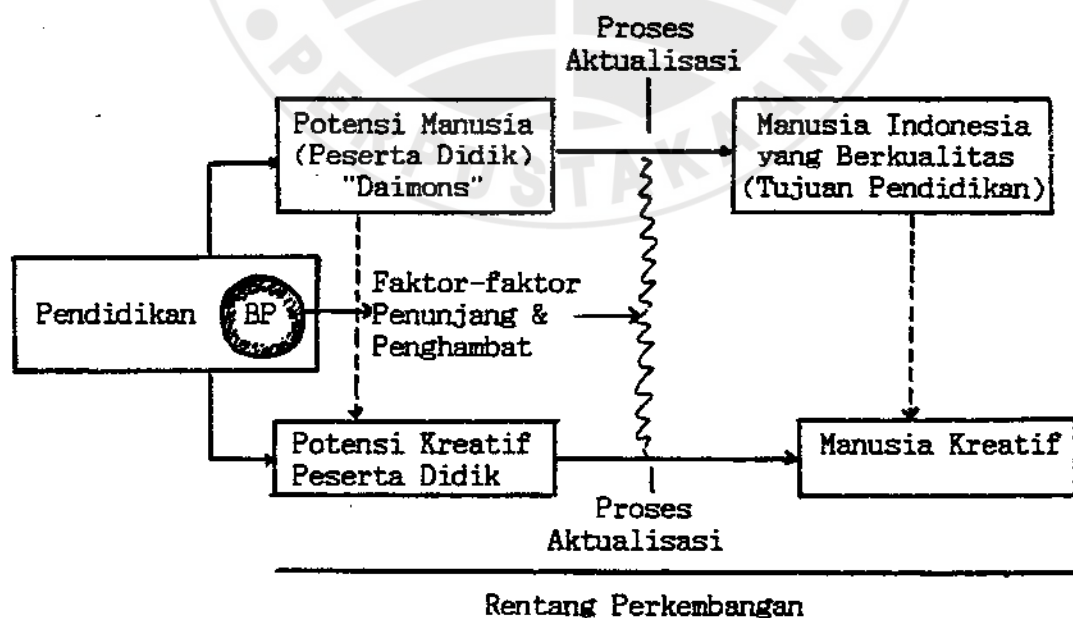 PERPUSTAKAAN
Proses
Aktualisasi
Potensi Manusia
(Peserta Didik)
"Daimons"
Manusia Indonesia
yang Berkualitas
(Tujuan Pendidikan)
Pendidikan
BP
Faktor-faktor
Penunjang &
Penghambat
Potensi Kreatif
Peserta Didik
Manusia Kreatif
Proses
Aktualisasi
Rentang Perkembangan